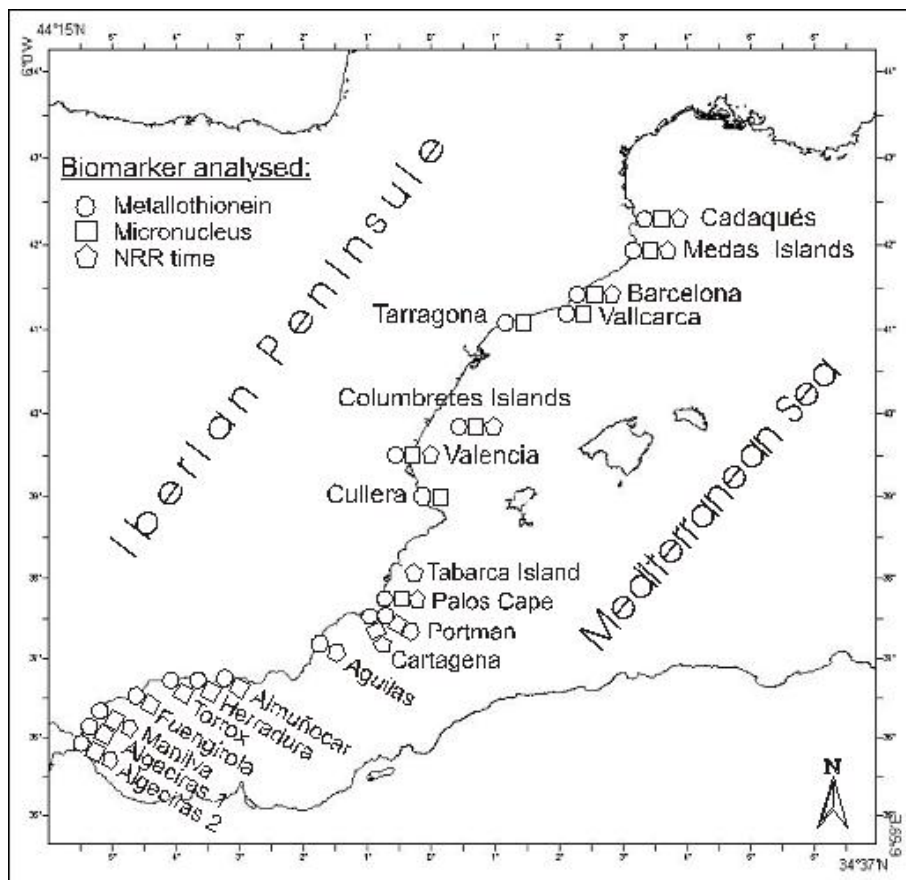 44°15'N
6°0'W
Biomarker analysed:
Metallothionein
Micronucleus
NRR time
Iberian Peninsule
Cadaqués
Medas Islands
Barcelona
Vallcarca
Tarragona
Columbretes Islands
Valencia
Cullera
Mediterranean Sea
Tabarca Island
Palos Cape
Portman
Cartagena
Aguilas
Almuñocar
Herradura
Torrox
Fuengirola
Manilva
Algeciras 1
Algeciras 2
N
34°37'N